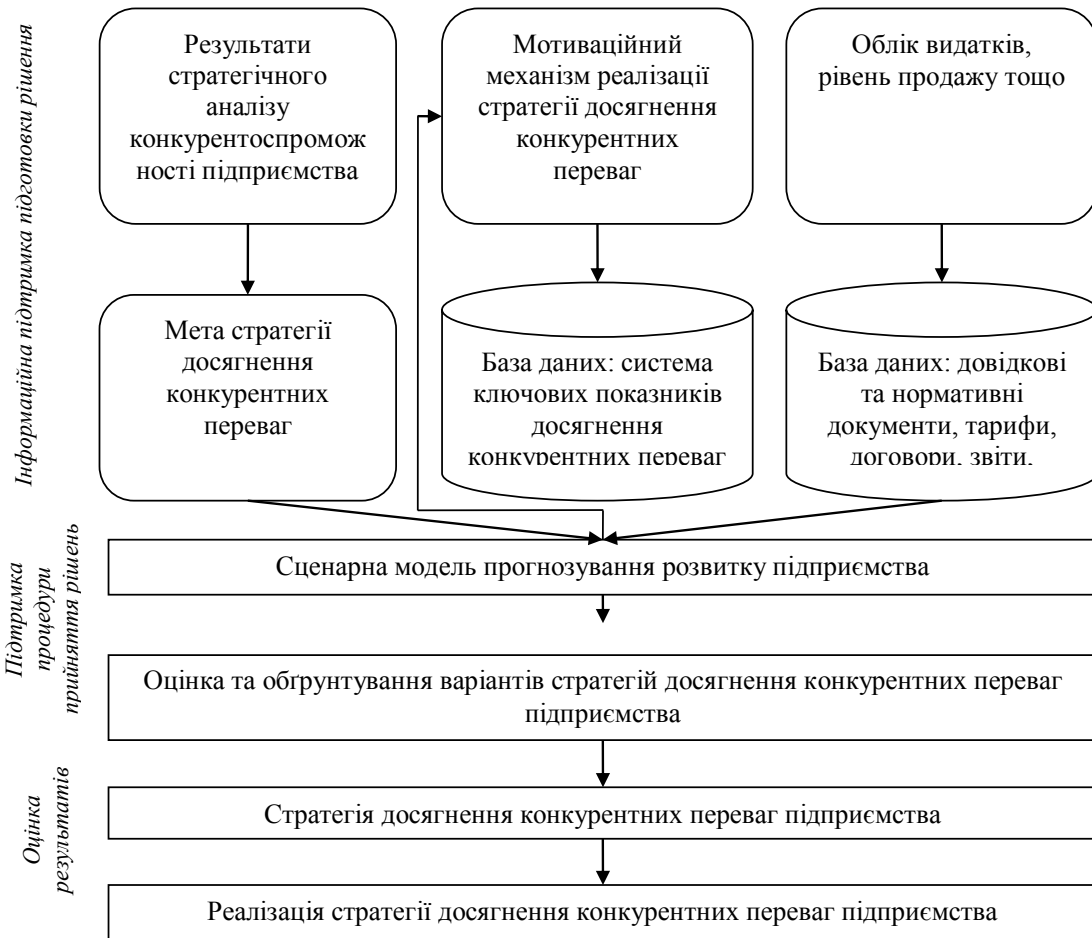 Інформаційна підтримка підготовки рішення
Результати
стратегічного
аналізу
конкурентоспромож
ності підприємства
Мотиваційний
механізм реалізації
стратегії досягнення
конкурентних
переваг
Облік видатків,
рівень продажу тощо
Мета стратегії
досягнення
конкурентних
переваг
База даних: система
ключових показників
досягнення
конкурентних переваг
База даних: довідкові
та нормативні
документи, тарифи,
договори, звіти,
Підтримка
процедури
прийняття рішень
Сценарна модель прогнозування розвитку підприємства
Оцінка та обґрунтування варіантів стратегій досягнення конкурентних переваг
підприємства
Оцінка
результатів
Стратегія досягнення конкурентних переваг підприємства
Реалізація стратегії досягнення конкурентних переваг підприємства